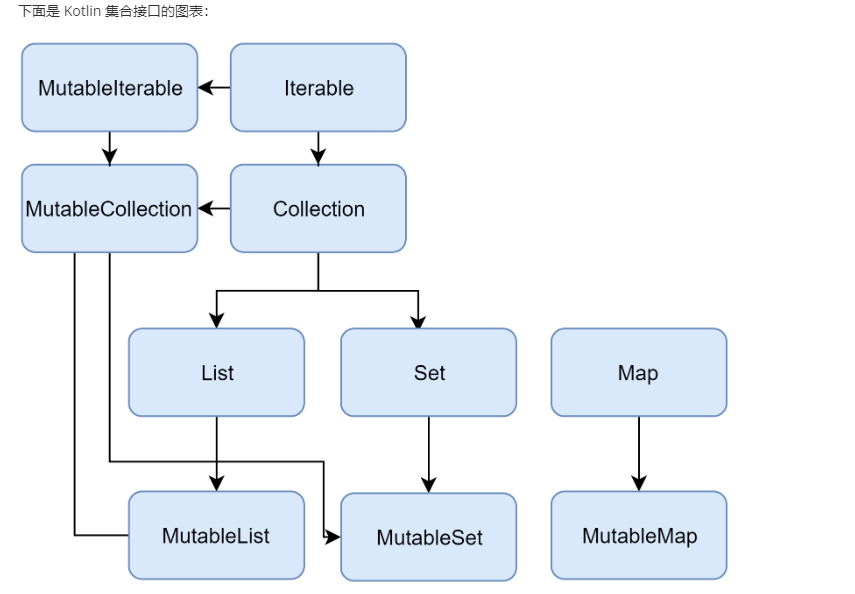 下面是 Kotlin 集合接口的图表：
MutableIterable
Iterable
MutableCollection
Collection
List
Set
Map
MutableList
MutableSet
MutableMap